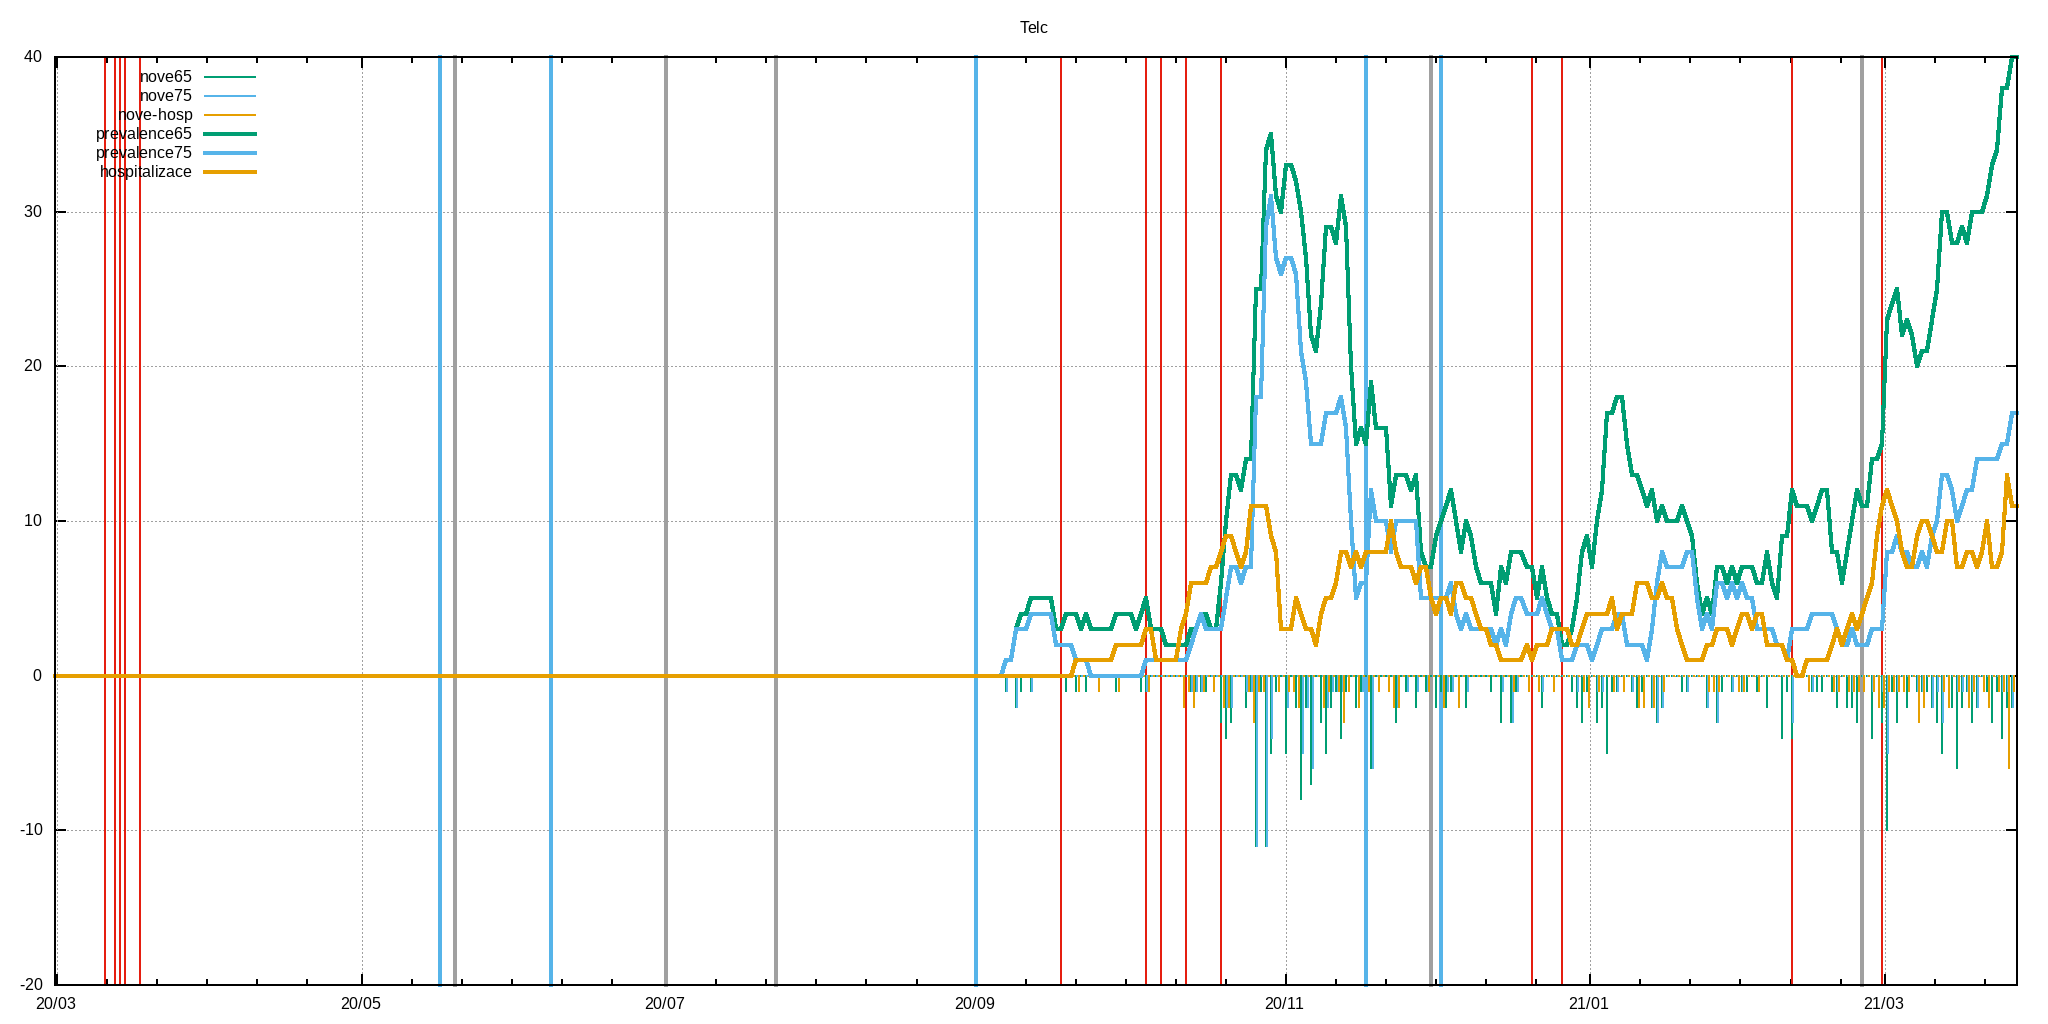 Telc
40
nove65
nove75
nove-hosp
prevalence65
prevalence75
hospitalizace
30
20
10
0
-10
-20
20/03 20/05 20/07 20/09 20/11 21/01 21/03